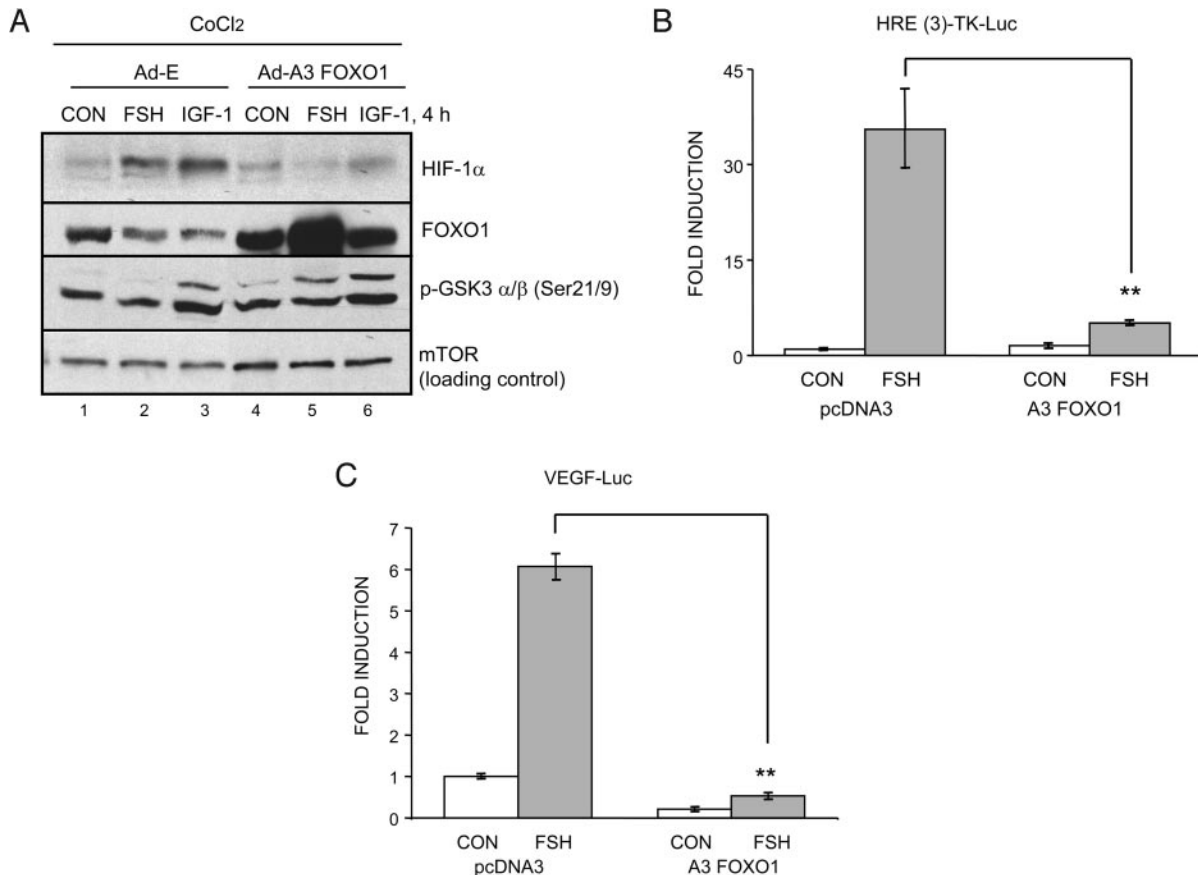 A
CoCl2
Ad-E Ad-A3 FOXO1
CON FSH IGF-1 CON FSH IGF-1, 4 h
HIF-1α
FOXO1
p-GSK3 α/β (Ser21/9)
mTOR
(loading control)
1 2 3 4 5 6
B
HRE (3)-TK-Luc
FOLD INDUCTION
45
30
15
0
**
CON FSH CON FSH
pcDNA3 A3 FOXO1
C
VEGF-Luc
FOLD INDUCTION
7
6
5
4
3
2
1
0
**
CON FSH CON FSH
pcDNA3 A3 FOXO1